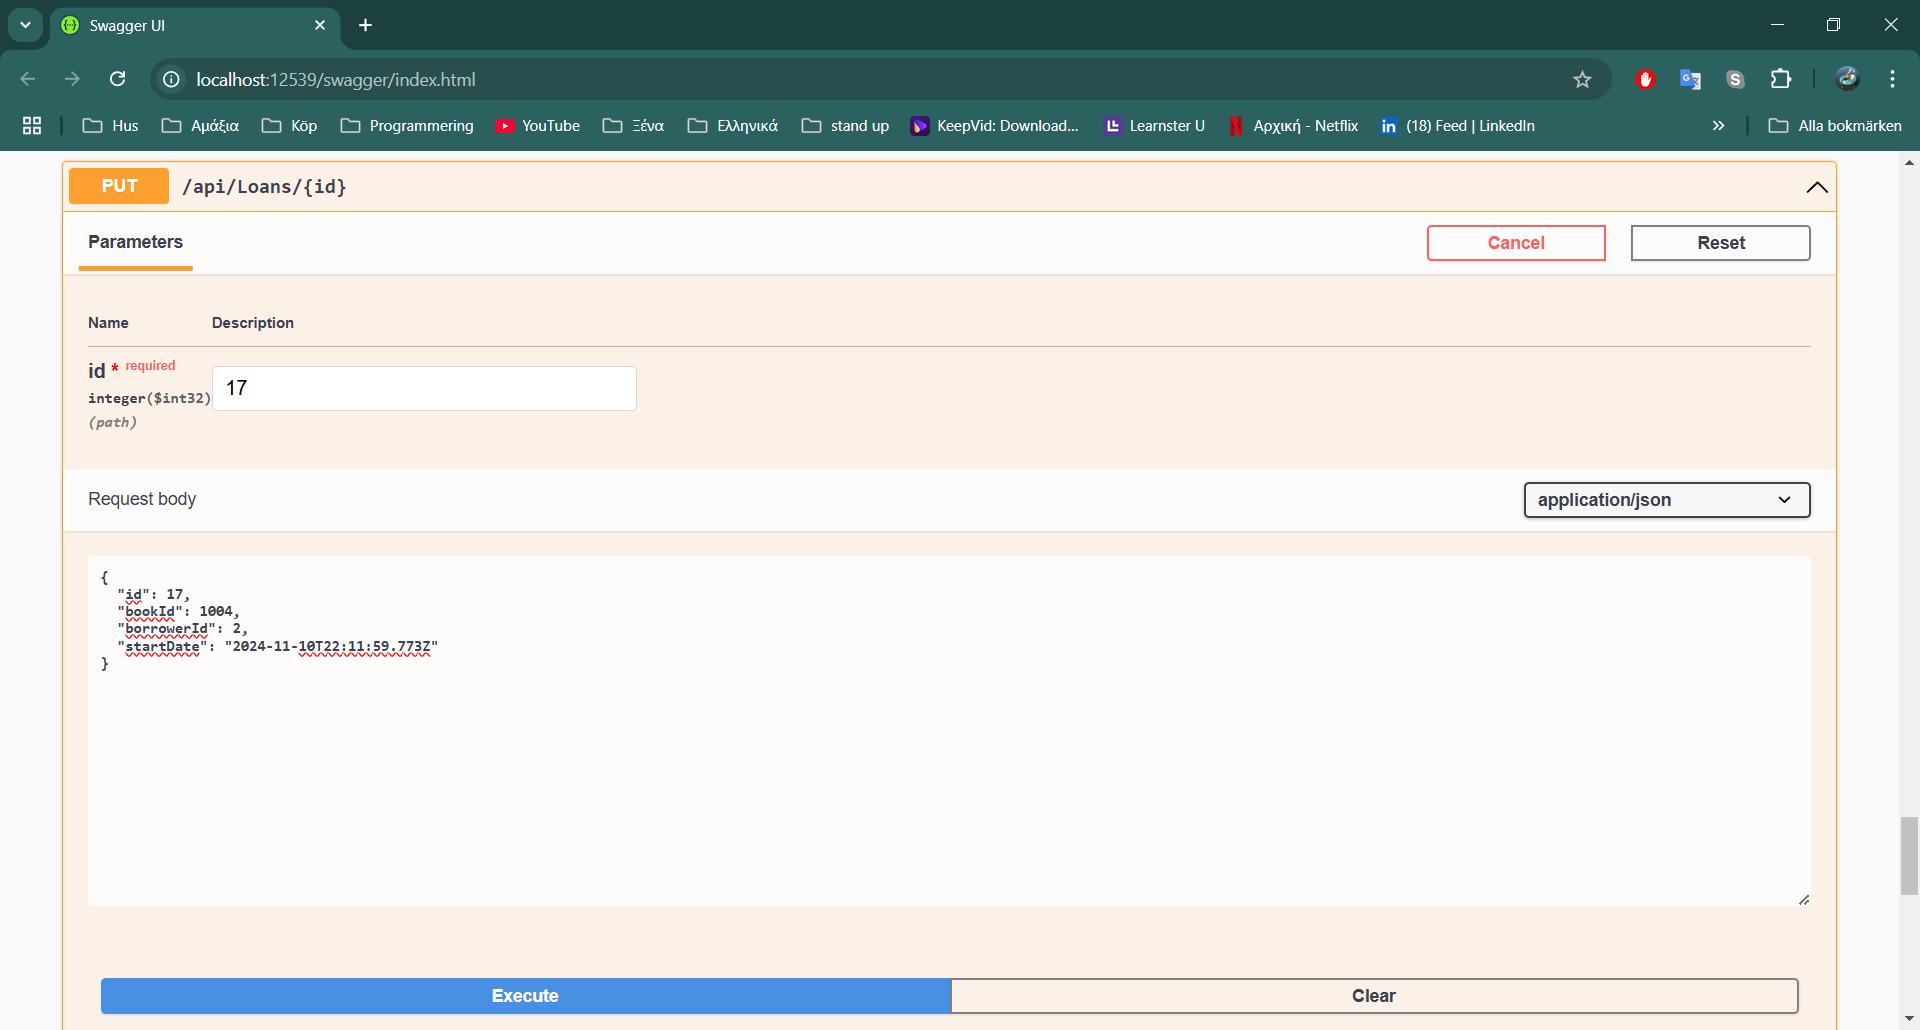 Swagger UI
localhost:12539/swagger/index.html
Hus Αμάξια Köp Programmering YouTube Ξένα Ελληνικά stand up KeepVid: Download... Learnster U Αρχική - Netflix (18) Feed | LinkedIn » Alla bokmärken
PUT /api/Loans/{id}
Parameters Cancel Reset
Name Description
id * required
17
integer($int32)
(path)
Request body application/json
{
"id": 17,
"bookId": 1004,
"borrowerId": 2,
"startDate": "2024-11-10T22:11:59.773Z"
}
Execute Clear